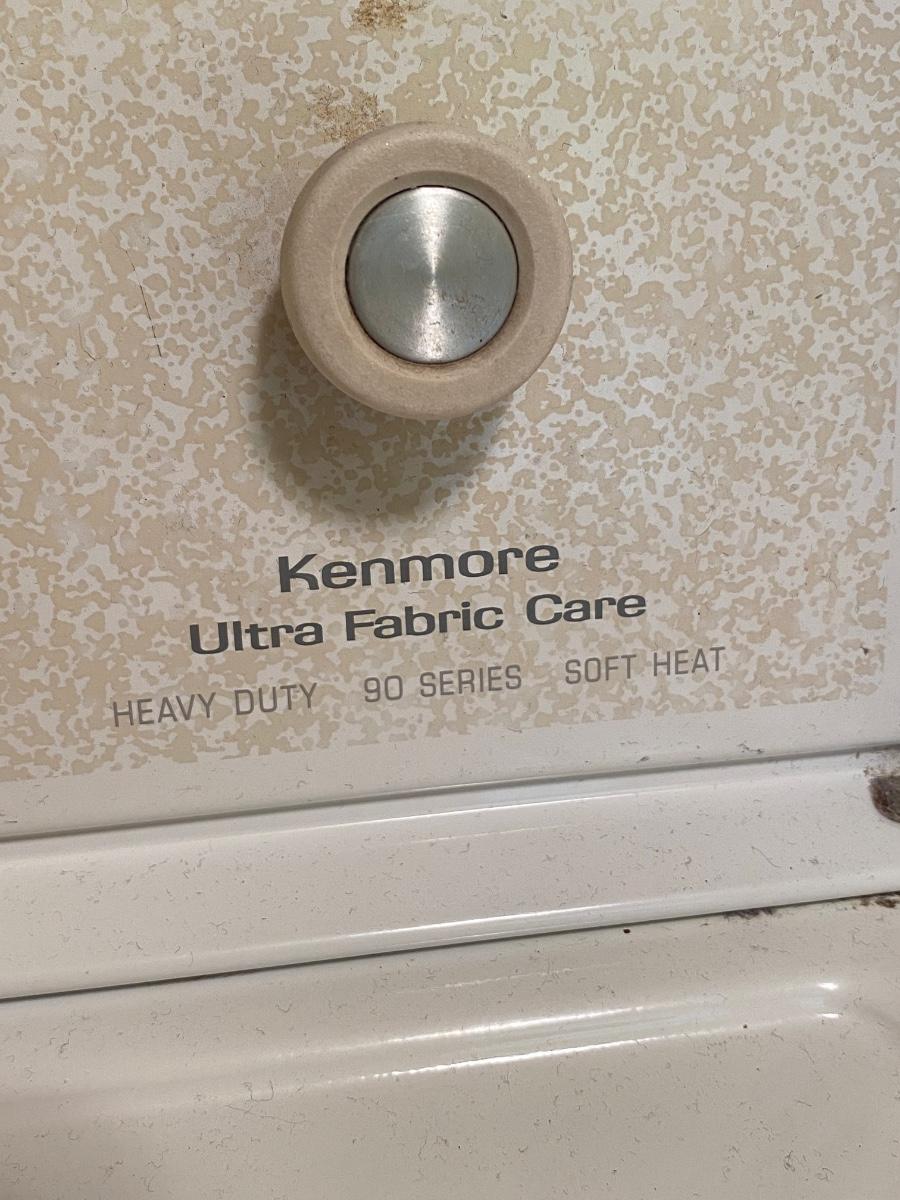 Kenmore
Ultra Fabric Care
HEAVY DUTY 90 SERIES SOFT HEAT